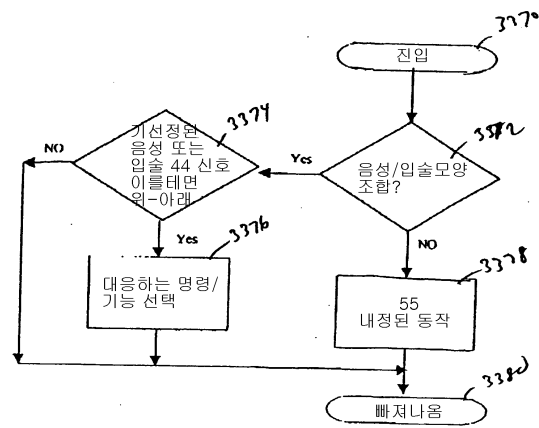 3370
진입
3374
3372
기선정된
음성 또는
입술 44 신호
이를테면
위-아래
NO
Yes
음성/입술모양
조합?
Yes
NO
3376
3378
대응하는 명령/
기능 선택
55
내정된 동작
3380
빠져나옴